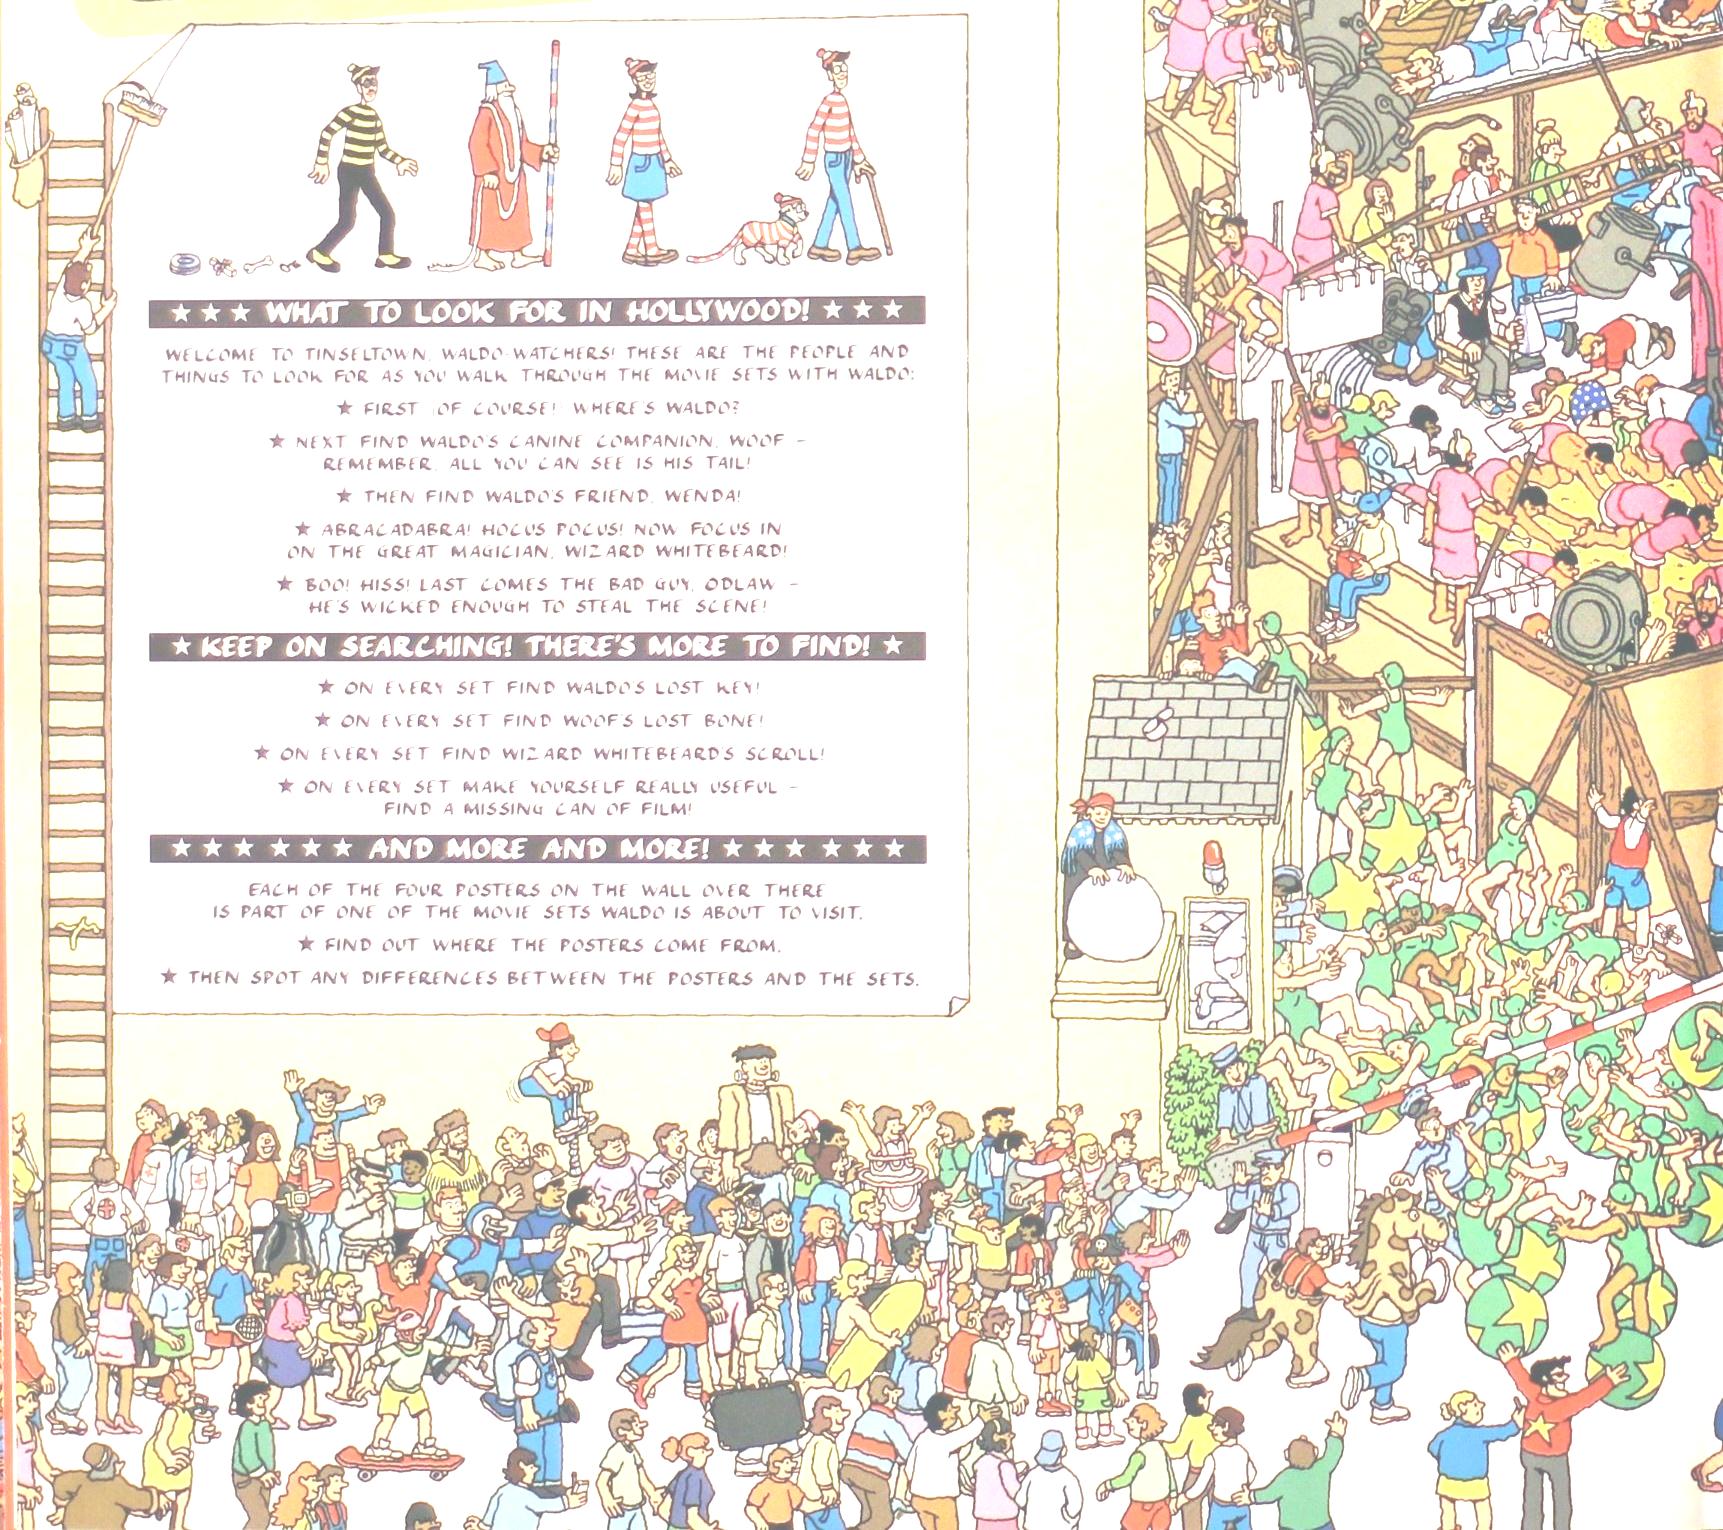 ★ ★ ★ WHAT TO LOOK FOR IN HOLLYWOOD! ★ ★ ★
WELCOME TO TINSELTOWN, WALDO-WATCHERS! THESE ARE THE PEOPLE AND
THINGS TO LOOK FOR AS YOU WALK THROUGH THE MOVIE SETS WITH WALDO:
★ FIRST (OF COURSE!) WHERE'S WALDO?
★ NEXT FIND WALDO'S CANINE COMPANION, WOOF –
REMEMBER, ALL YOU CAN SEE IS HIS TAIL!
★ THEN FIND WALDO'S FRIEND, WENDA!
★ ABRACADABRA! HOCUS POCUS! NOW FOCUS IN
ON THE GREAT MAGICIAN, WIZARD WHITEBEARD!
★ BOO! HISS! LAST COMES THE BAD GUY, ODLAW –
HE'S WICKED ENOUGH TO STEAL THE SCENE!
★ KEEP ON SEARCHING! THERE'S MORE TO FIND! ★
★ ON EVERY SET FIND WALDO'S LOST KEY!
★ ON EVERY SET FIND WOOF'S LOST BONE!
★ ON EVERY SET FIND WIZARD WHITEBEARD'S SCROLL!
★ ON EVERY SET MAKE YOURSELF REALLY USEFUL –
FIND A MISSING CAN OF FILM!
★ ★ ★ ★ ★ ★ AND MORE AND MORE! ★ ★ ★ ★ ★ ★
EACH OF THE FOUR POSTERS ON THE WALL OVER THERE
IS PART OF ONE OF THE MOVIE SETS WALDO IS ABOUT TO VISIT.
★ FIND OUT WHERE THE POSTERS COME FROM.
★ THEN SPOT ANY DIFFERENCES BETWEEN THE POSTERS AND THE SETS.